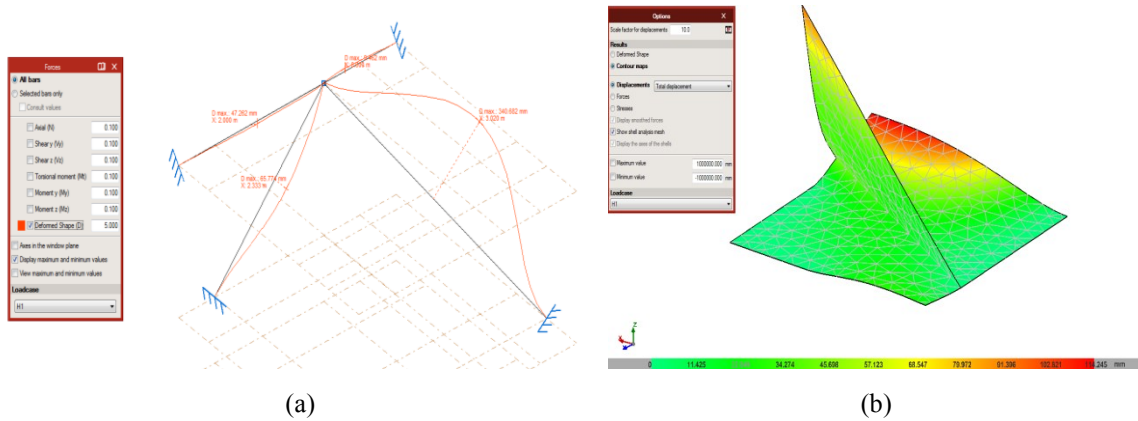 Forces
All bars
Selected bars only
Consult values
Axial (N) 0.100
Shear y (Vy) 0.100
Shear z (Vz) 0.100
Torsional moment (Mt) 0.100
Moment y (My) 0.100
Moment z (Mz) 0.100
Deformed Shape (D) 5.000
Axes in the window plane
Display maximum and minimum values
View maximum and minimum values
Loadcase
H1
D max.:
D max.: 47.262 mm
X: 2.000 m
D max.: 340.682 mm
X: 3.020 m
D max.:
X: 2.333 m
(a)
Options
Scale factor for displacements 10.0
Results
Deformed Shape
Contour maps
Displacements Total displacement
Forces
Stresses
Display smoothed forces
Show shell analysis mesh
Display the axes of the shells
Maximum value 1000000.000 mm
Minimum value -1000000.000 mm
Loadcase
H1
Z
X
0 11.425 34.274 45.698 57.123 68.547 79.972 91.396 mm
(b)